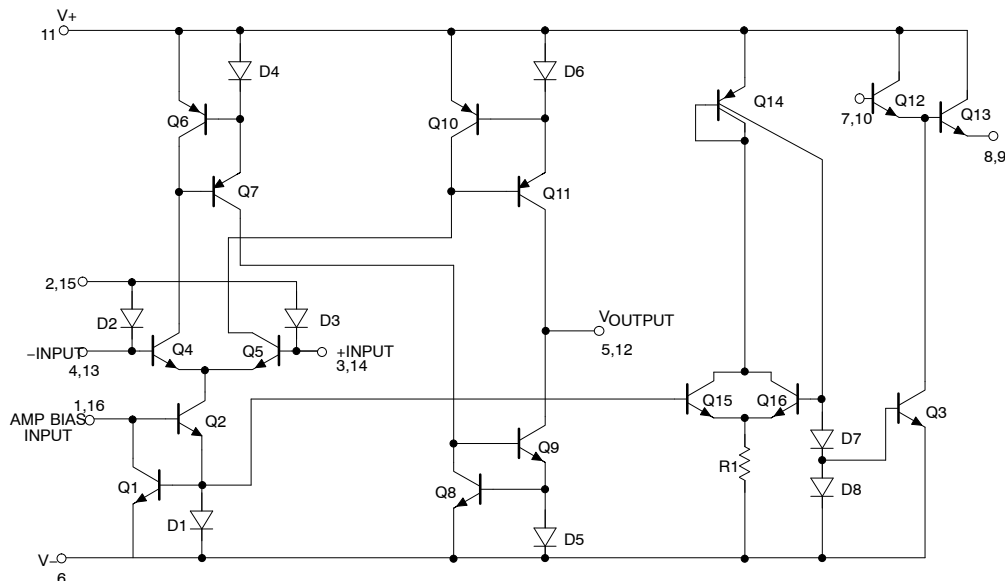 V+
11
D4
D6
Q6
Q10
Q14
Q12
Q13
7,10
8,9
Q7
Q11
2,15
D2
D3
VOUTPUT
5,12
–INPUT
4,13
Q4
Q5
+INPUT
3,14
1,16
AMP BIAS
INPUT
Q2
Q15
Q16
Q3
D7
Q9
R1
Q1
Q8
D8
D1
D5
V–
6